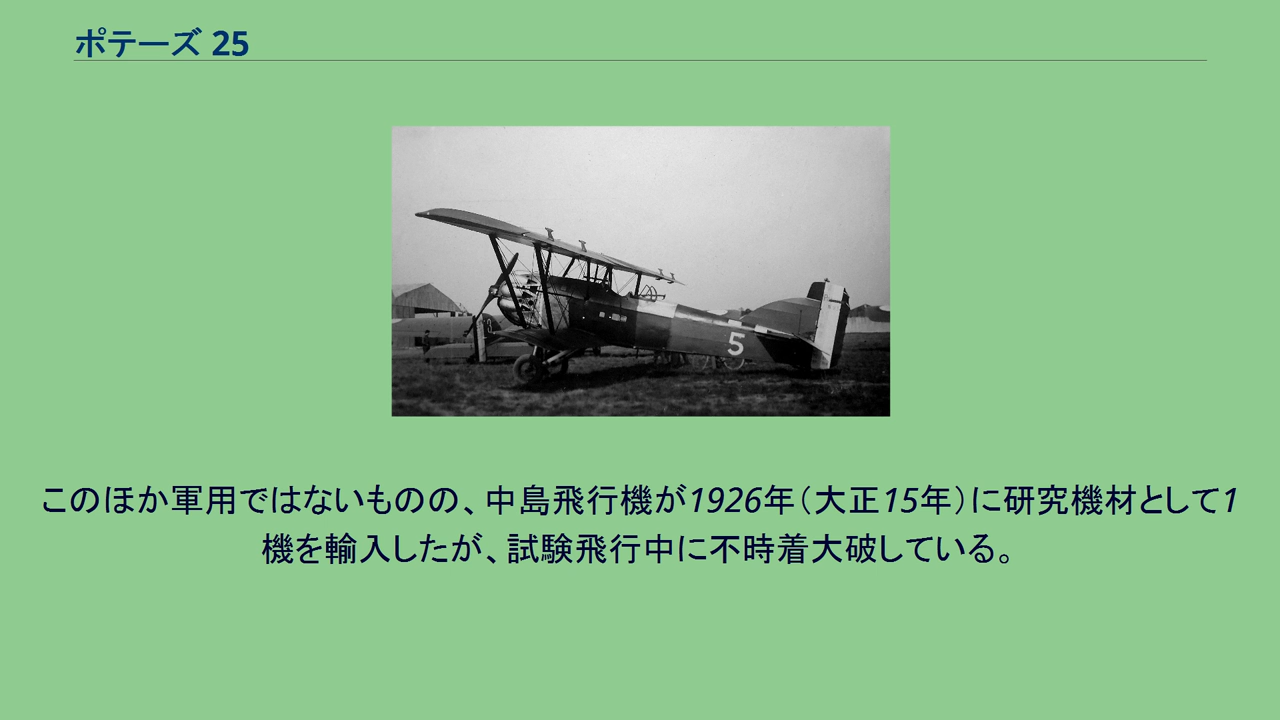 ポテーズ 25
5
このほか軍用ではないものの、中島飛行機が1926年（大正15年）に研究機材として1
機を輸入したが、試験飛行中に不時着大破している。